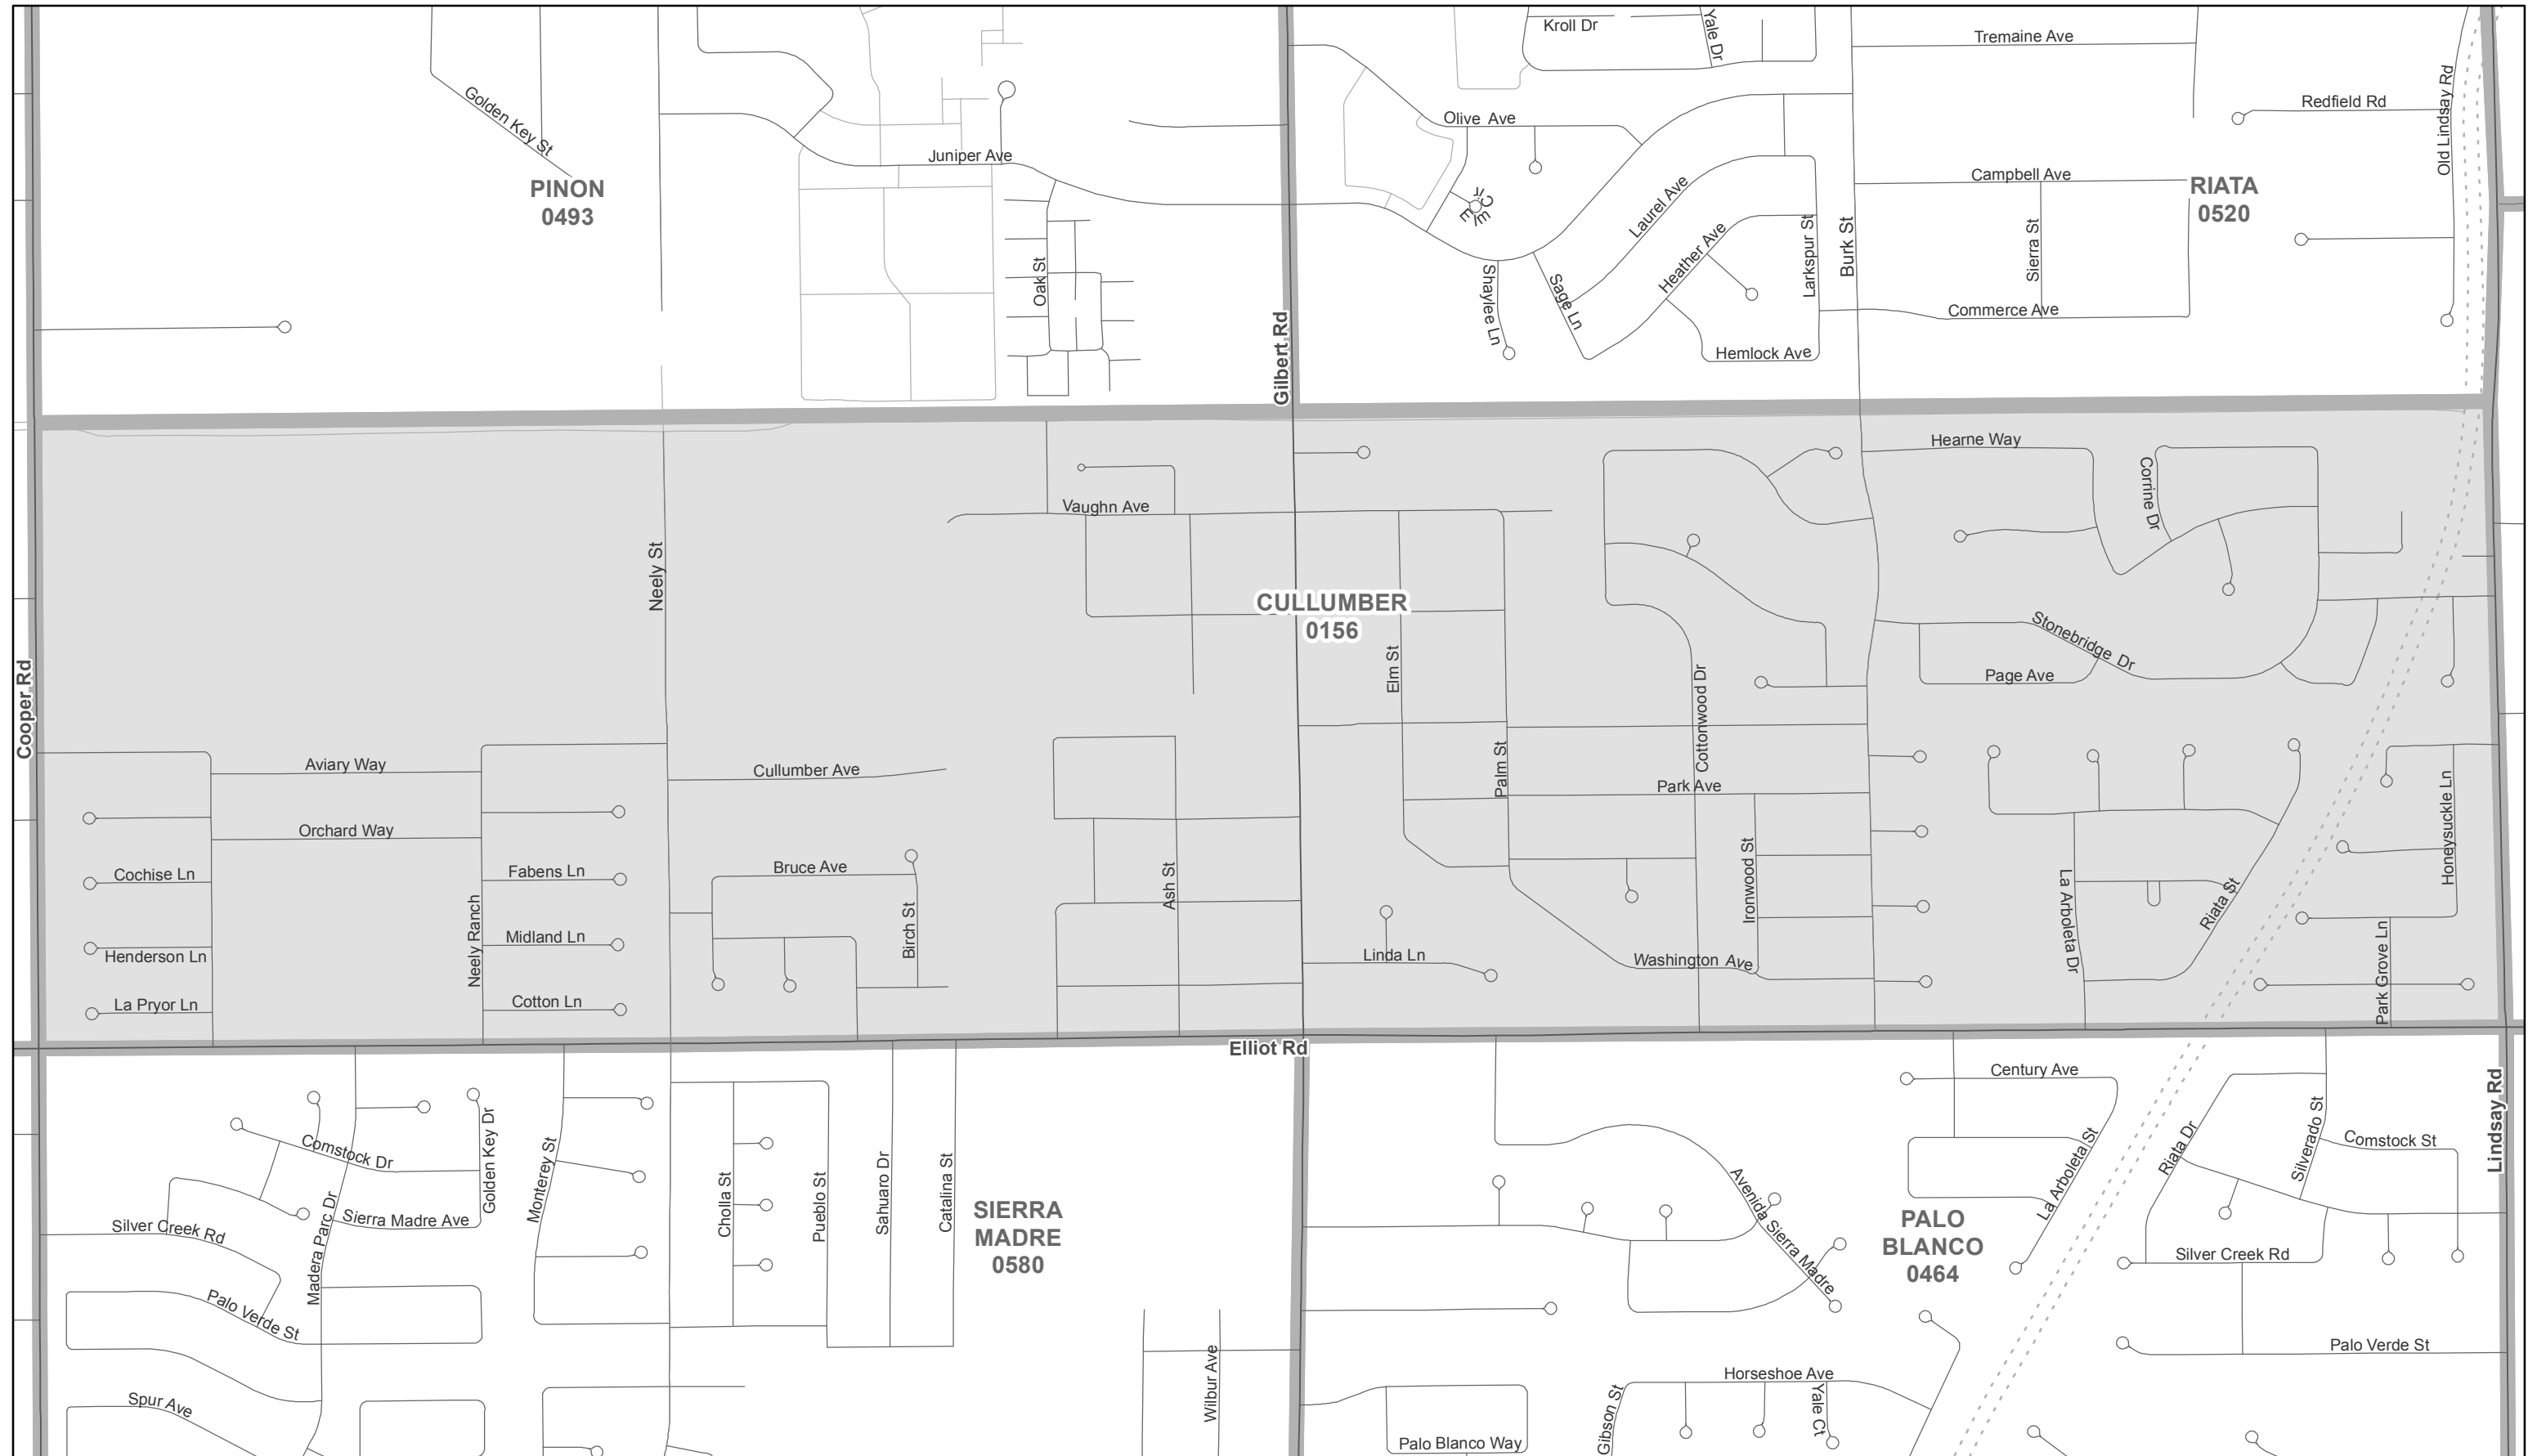 Kroll Dr
Yale Dr
Tremaine Ave
Old Lindsay Rd
Redfield Rd
Golden Key St
Olive Ave
Juniper Ave
PINON
0493
Elm Cir
Laurel Ave
Heather Ave
Larkspur St
Burk St
Campbell Ave
Sierra St
RIATA
0520
Oak St
Gilbert Rd
Shaylee Ln
Sage Ln
Commerce Ave
Hemlock Ave
Hearne Way
Corrine Dr
Vaughn Ave
Neely St
CULLUMBER
0156
Elm St
Cottonwood Dr
Stonebridge Dr
Page Ave
Cooper Rd
Aviary Way
Cullumber Ave
Palm St
Park Ave
Honeysuckle Ln
Orchard Way
Cochise Ln
Fabens Ln
Bruce Ave
Ash St
Ironwood St
La Arboleta Dr
Riata St
Neely Ranch
Midland Ln
Birch St
Henderson Ln
Linda Ln
Washington Ave
Park Grove Ln
La Pryor Ln
Cotton Ln
Elliot Rd
Century Ave
Lindsay Rd
Comstock Dr
Golden Key Dr
Monterey St
Cholla St
Pueblo St
Sahuaro Dr
Catalina St
SIERRA
MADRE
0580
Avenida Sierra Madre
PALO
BLANCO
0464
La Arboleta St
Riata Dr
Silverado St
Comstock St
Silver Creek Rd
Madera Parc Dr
Sierra Madre Ave
Silver Creek Rd
Palo Verde St
Palo Verde St
Wilbur Ave
Horseshoe Ave
Yale Ct
Gibson St
Spur Ave
Palo Blanco Way